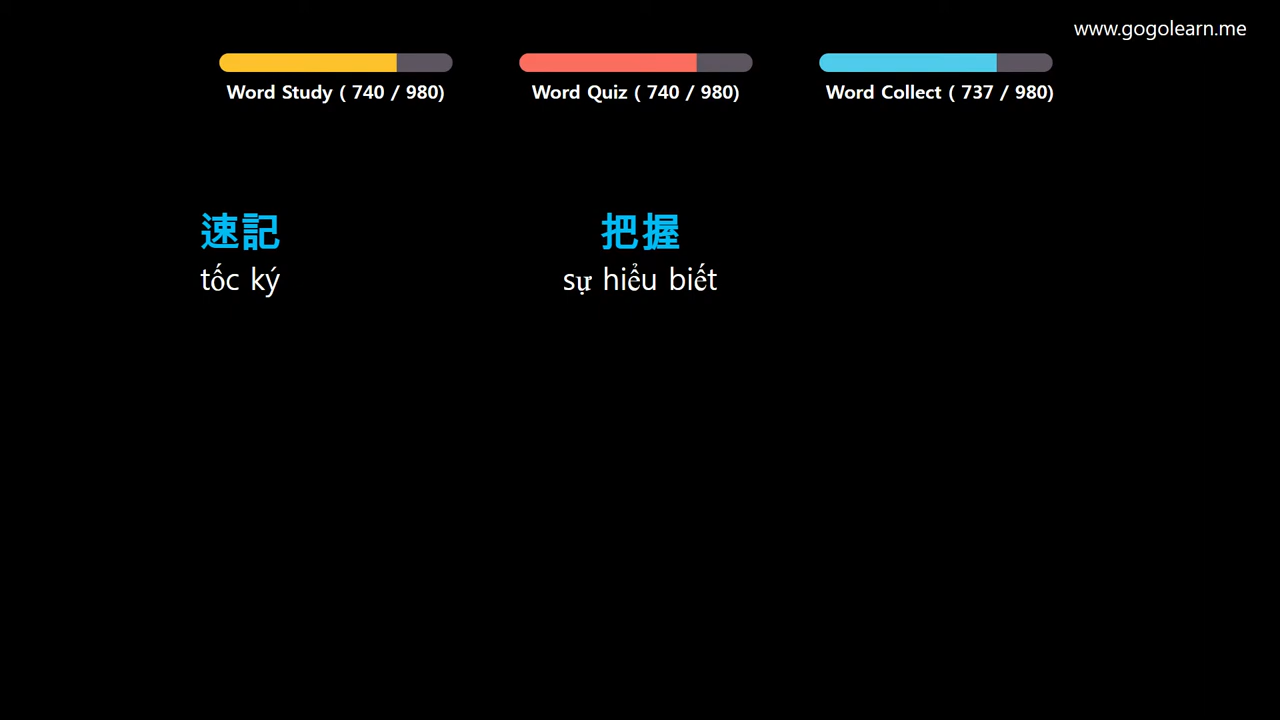 www.gogolearn.me
Word Study ( 740 / 980)
Word Quiz ( 740 / 980)
Word Collect ( 737 / 980)
速記
tốc ký
把握
sự hiểu biết